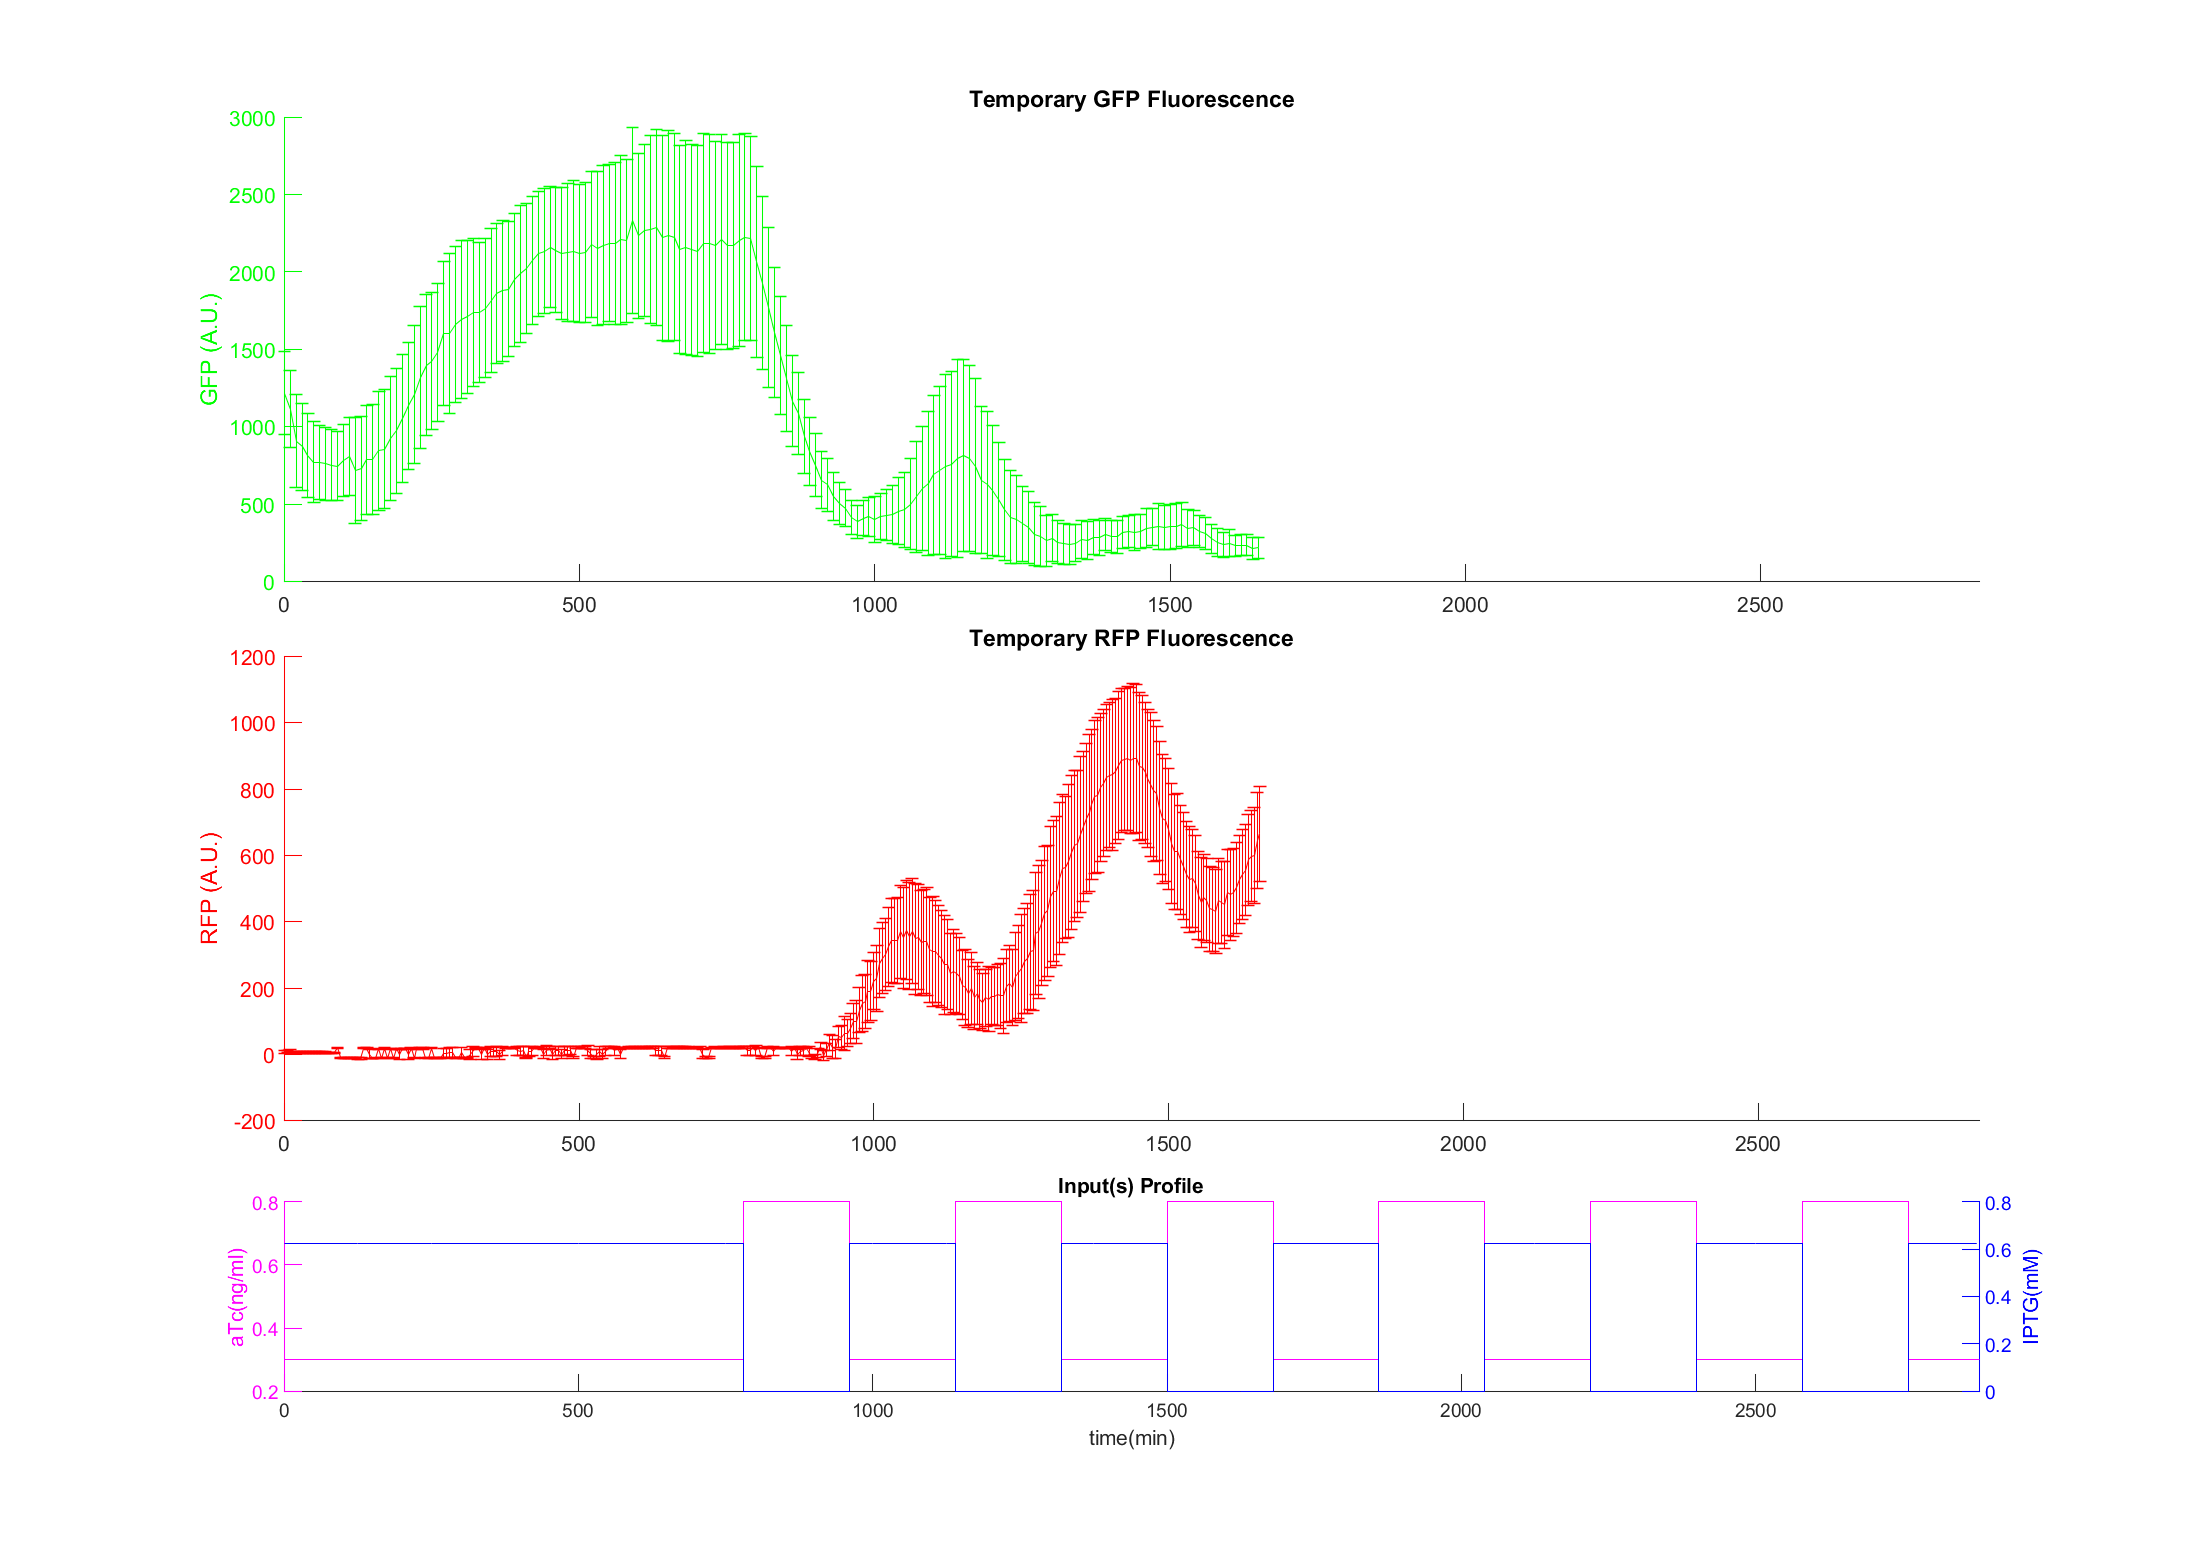 Temporary GFP Fluorescence
3000
2500
2000
1500
1000
500
0
GFP (A.U.)
0 500 1000 1500 2000 2500
Temporary RFP Fluorescence
1200
1000
800
600
400
200
0
-200
RFP (A.U.)
0 500 1000 1500 2000 2500
Input(s) Profile
0.8
0.6
0.4
0.2
aTc(ng/ml)
0.8
0.6
0.4
0.2
0
IPTG(mM)
0 500 1000 1500 2000 2500
time(min)